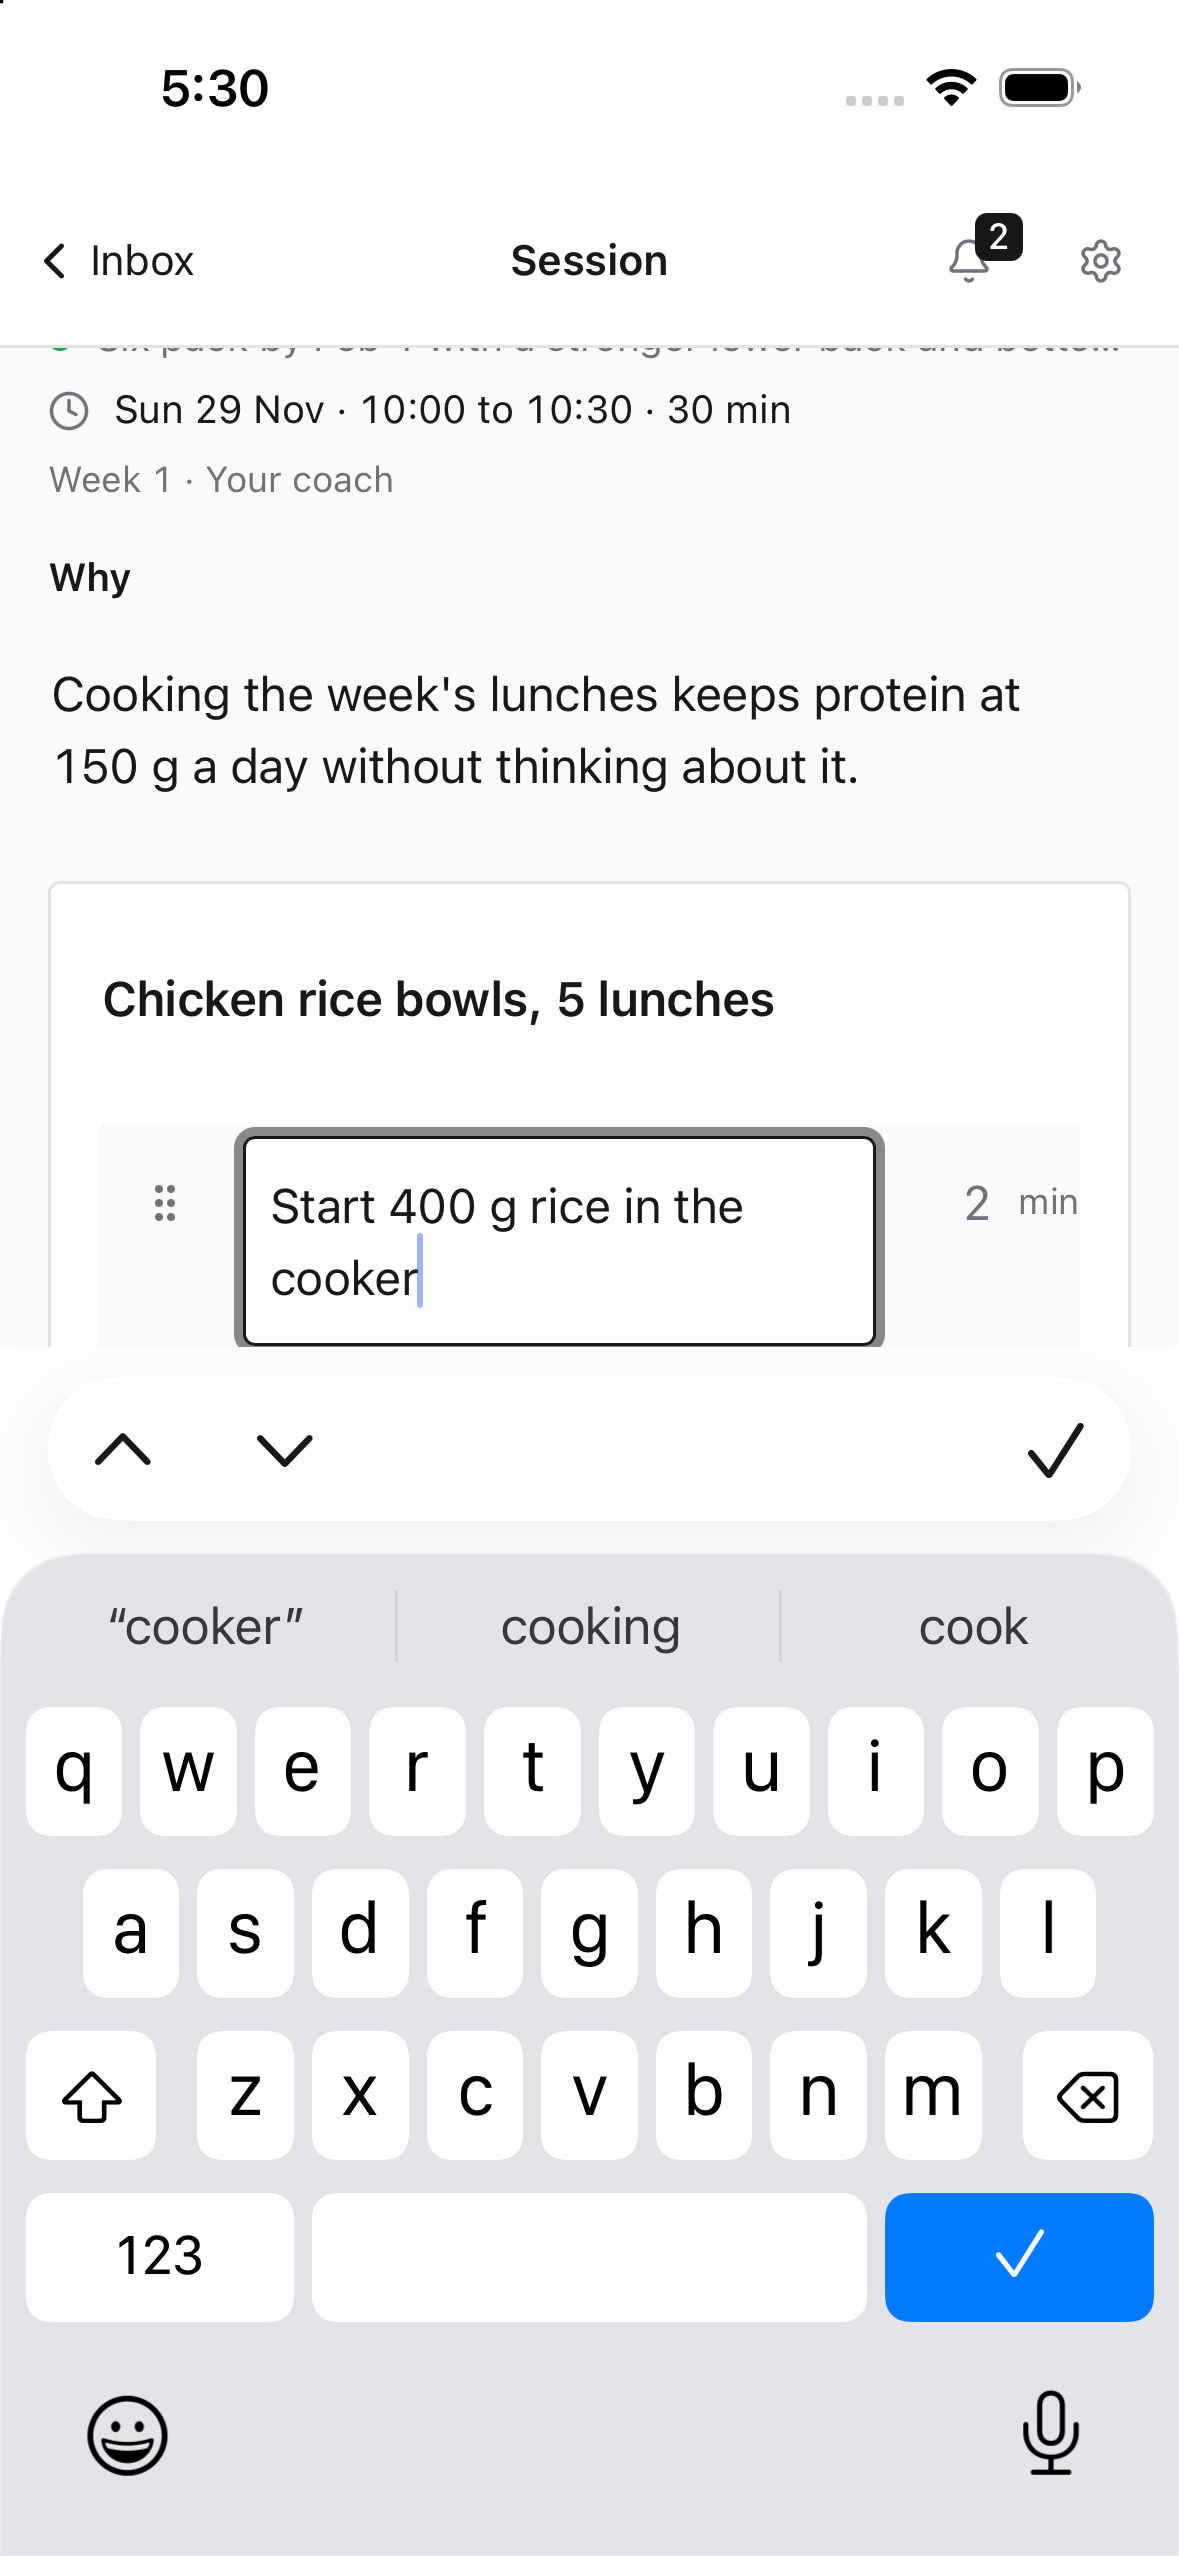 5:30
Inbox
Session
2
Sun 29 Nov · 10:00 to 10:30 · 30 min
Week 1 · Your coach
Why
Cooking the week's lunches keeps protein at
150 g a day without thinking about it.
Chicken rice bowls, 5 lunches
Start 400 g rice in the
cooker
2 min
“cooker”
cooking
cook
q w e r t y u i o p
a s d f g h j k l
z x c v b n m
123